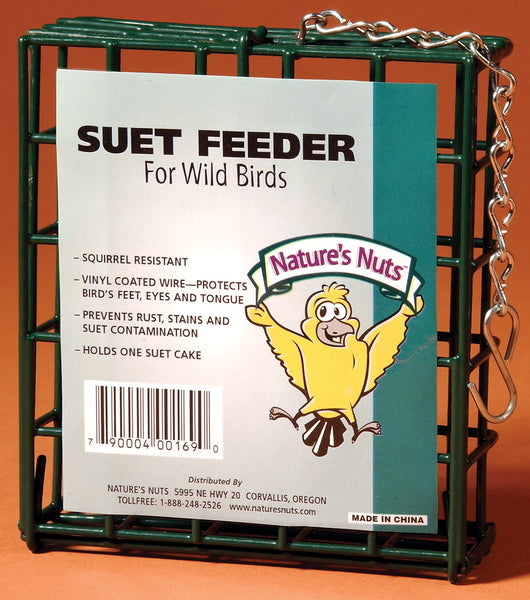 SUET FEEDER
For Wild Birds
Nature's Nuts™
– SQUIRREL RESISTANT
– VINYL COATED WIRE—PROTECTS
BIRD'S FEET, EYES AND TONGUE
– PREVENTS RUST, STAINS AND
SUET CONTAMINATION
– HOLDS ONE SUET CAKE
7 90004 00169 0
Distributed By
NATURE'S NUTS 5995 NE HWY 20 CORVALLIS, OREGON
TOLLFREE: 1-888-248-2526 www.naturesnuts.com
MADE IN CHINA